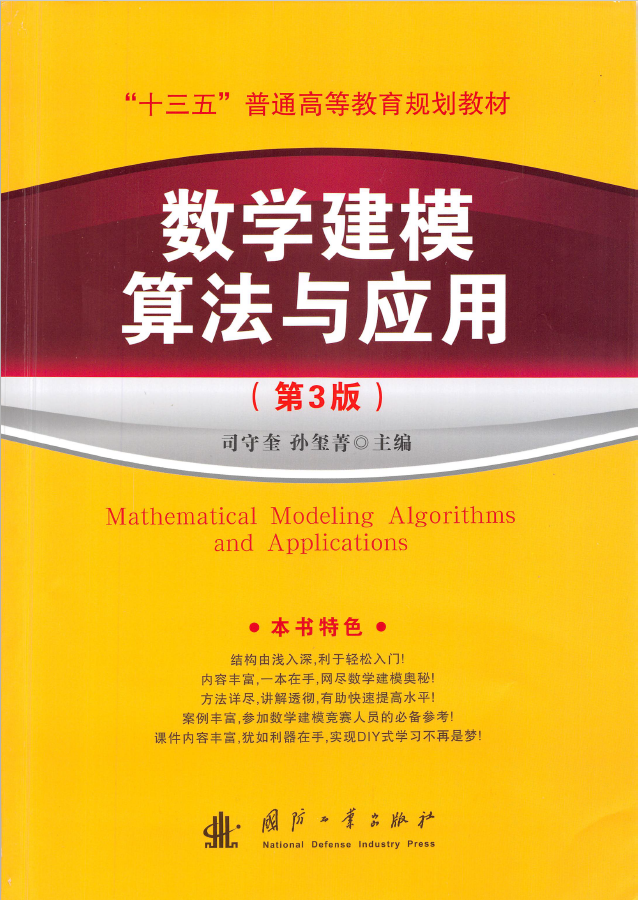 “十三五”普通高等教育规划教材
数学建模
算法与应用
(第3版)
司守奎 孙玺菁◎主编
Mathematical Modeling Algorithms
and Applications
•本书特色•
结构由浅入深,利于轻松入门!
内容丰富,一本在手,网尽数学建模奥秘!
方法详尽,讲解透彻,有助快速提高水平!
案例丰富,参加数学建模竞赛人员的必备参考!
课件内容丰富,犹如利器在手,实现DIY式学习不再是梦!
國防工業出版社
National Defense Industry Press